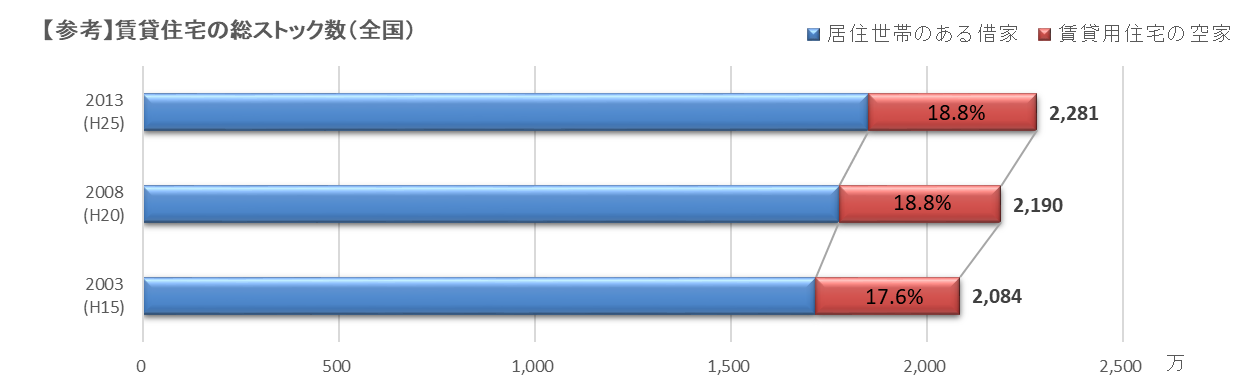 【参考】賃貸住宅の総ストック数（全国）
居住世帯のある借家 賃貸用住宅の空家
2013
(H25)
18.8% 2,281
2008
(H20)
18.8% 2,190
2003
(H15)
17.6% 2,084
0 500 1,000 1,500 2,000 2,500 万